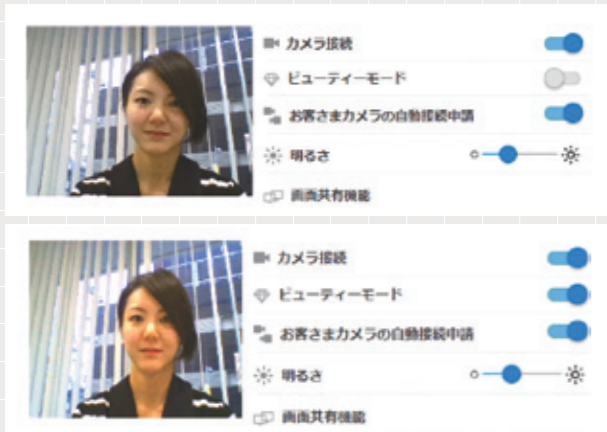 カメラ接続
ビューティーモード
お客さまカメラの自動接続申請
明るさ
画面共有機能
カメラ接続
ビューティーモード
お客さまカメラの自動接続申請
明るさ
画面共有機能